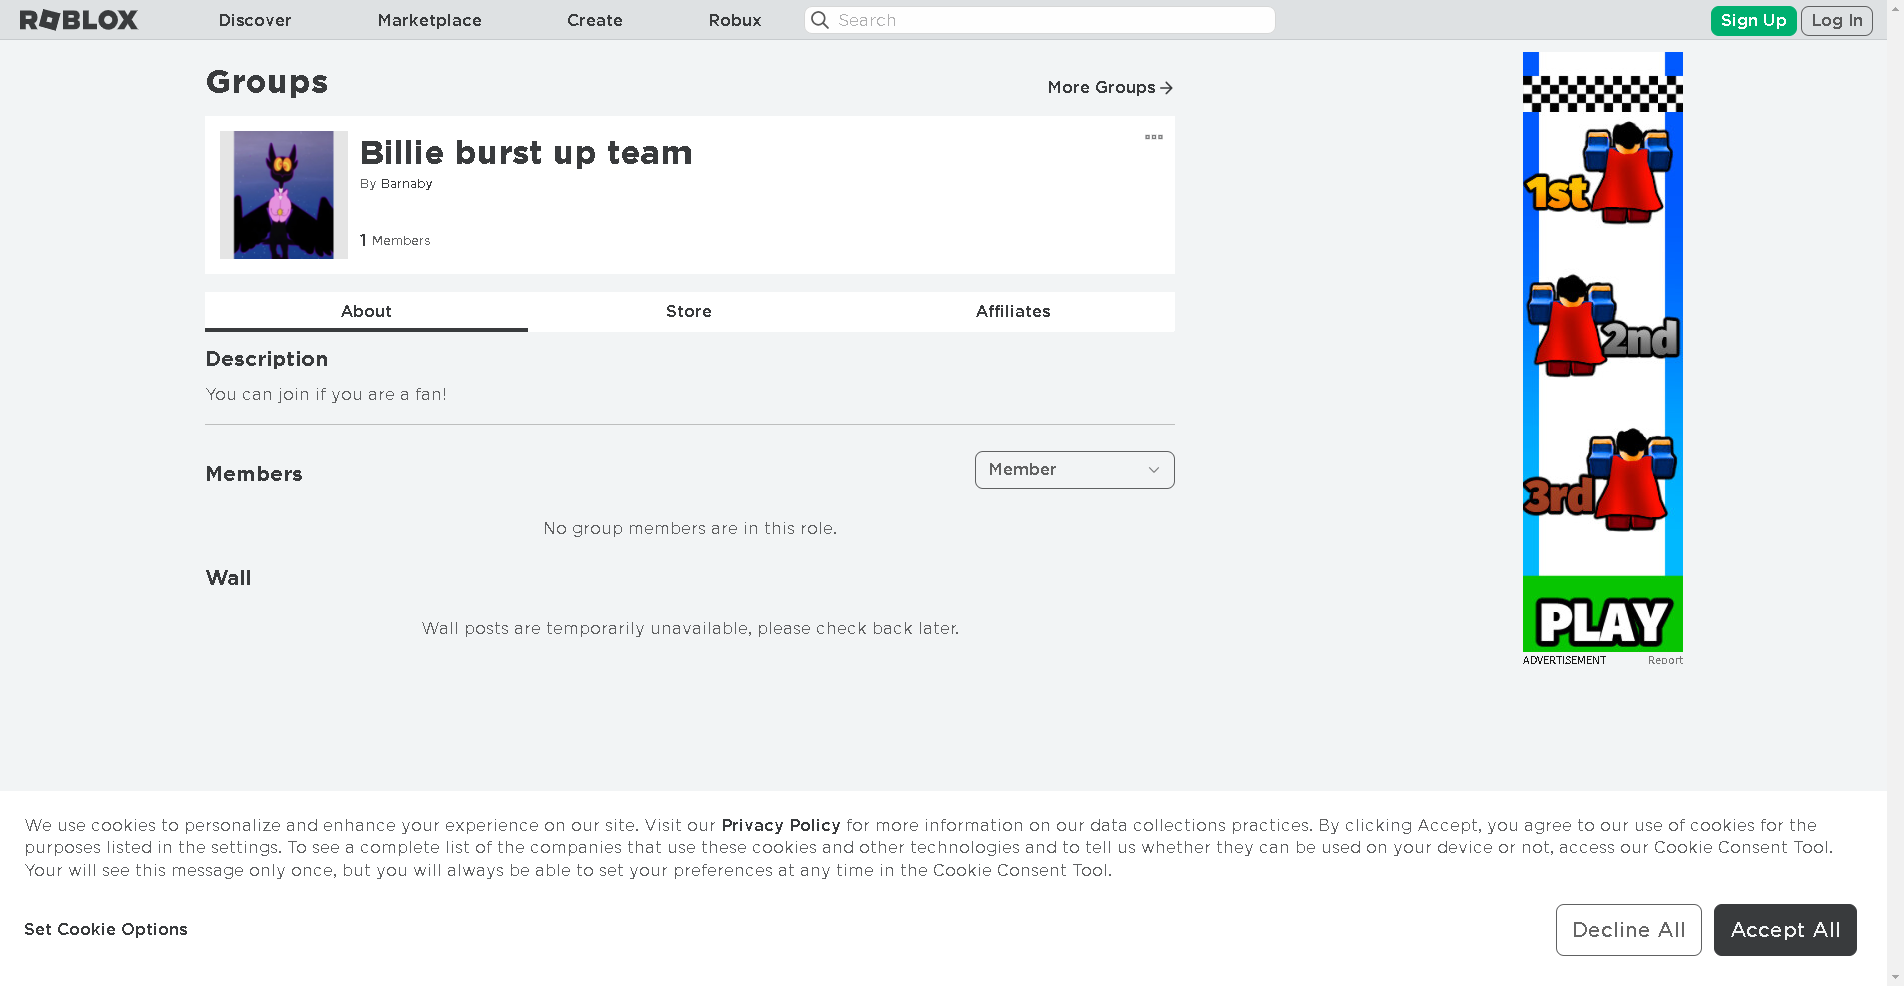 ROBLOX
Discover
Marketplace
Create
Robux
Search
Sign Up
Log In
Groups
More Groups
Billie burst up team
By Barnaby
1 Members
About
Store
Affiliates
Description
You can join if you are a fan!
Members
Member
No group members are in this role.
Wall
Wall posts are temporarily unavailable, please check back later.
1st
2nd
3rd
PLAY
ADVERTISEMENT
Report
We use cookies to personalize and enhance your experience on our site. Visit our Privacy Policy for more information on our data collections practices. By clicking Accept, you agree to our use of cookies for the
purposes listed in the settings. To see a complete list of the companies that use these cookies and other technologies and to tell us whether they can be used on your device or not, access our Cookie Consent Tool.
Your will see this message only once, but you will always be able to set your preferences at any time in the Cookie Consent Tool.
Set Cookie Options
Decline All
Accept All